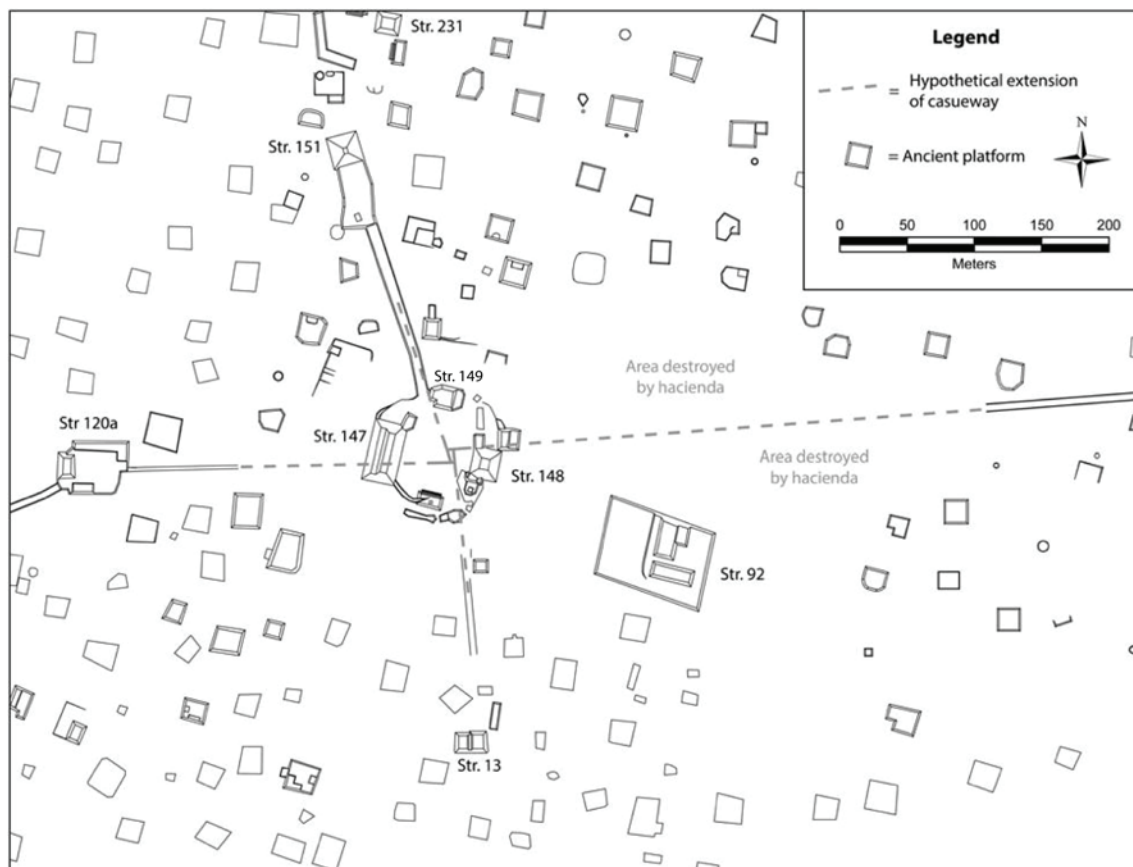 Str. 231
Legend
Hypothetical extension
= of casueway
N
= Ancient platform
0 50 100 150 200
Meters
Str. 151
Area destroyed
by hacienda
Str. 149
Str 120a
Str. 147
Area destroyed
by hacienda
Str. 148
Str. 92
Str. 13